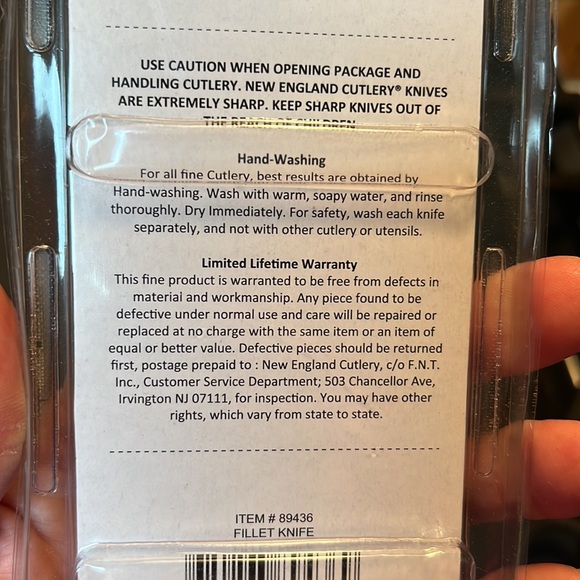 USE CAUTION WHEN OPENING PACKAGE AND
HANDLING CUTLERY. NEW ENGLAND CUTLERY® KNIVES
ARE EXTREMELY SHARP. KEEP SHARP KNIVES OUT OF
THE REACH OF CHILDREN
Hand-Washing
For all fine Cutlery, best results are obtained by
Hand-washing. Wash with warm, soapy water, and rinse
thoroughly. Dry Immediately. For safety, wash each knife
separately, and not with other cutlery or utensils.
Limited Lifetime Warranty
This fine product is warranted to be free from defects in
material and workmanship. Any piece found to be
defective under normal use and care will be repaired or
replaced at no charge with the same item or an item of
equal or better value. Defective pieces should be returned
first, postage prepaid to : New England Cutlery, c/o F.N.T.
Inc., Customer Service Department; 503 Chancellor Ave,
Irvington NJ 07111, for inspection. You may have other
rights, which vary from state to state.
ITEM # 89436
FILLET KNIFE